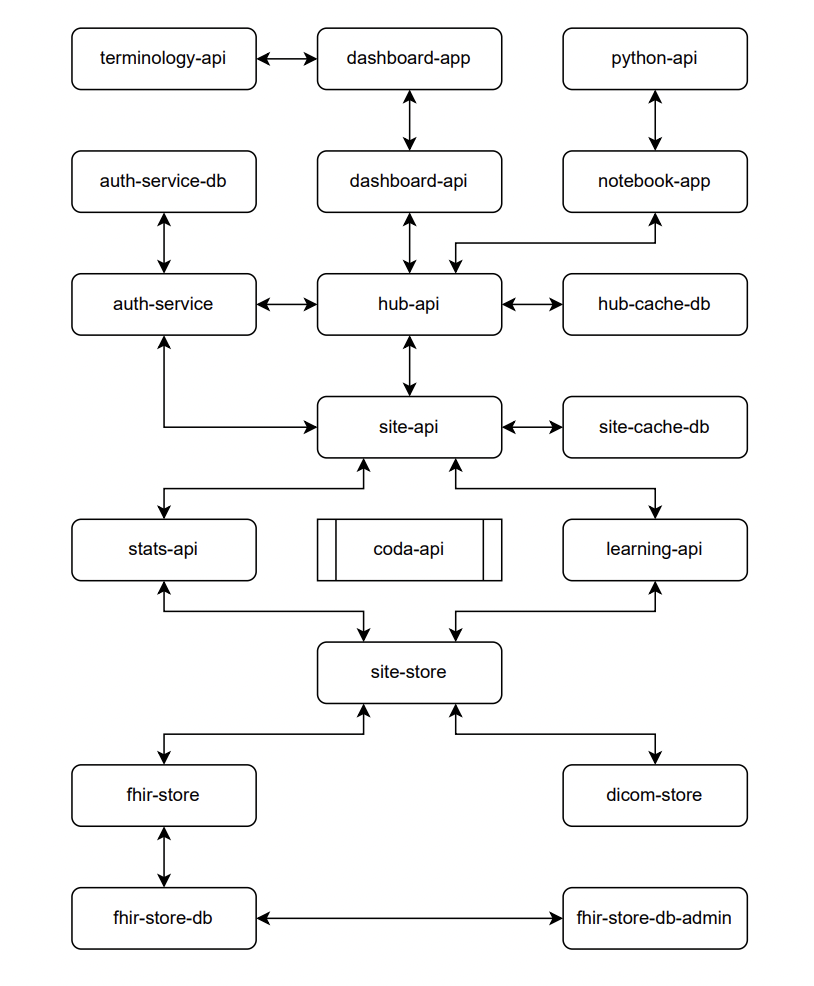 terminology-api
dashboard-app
python-api
auth-service-db
dashboard-api
notebook-app
auth-service
hub-api
hub-cache-db
site-api
site-cache-db
stats-api
coda-api
learning-api
site-store
fhir-store
dicom-store
fhir-store-db
fhir-store-db-admin